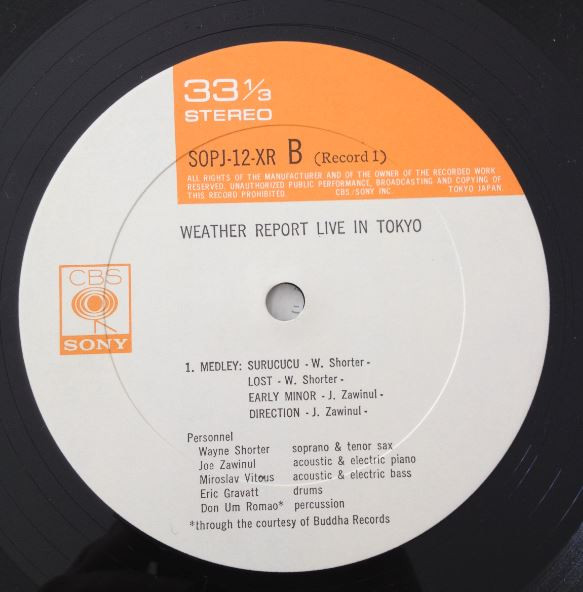 33 1/3
STEREO
SOPJ-12-XR B (Record 1)
ALL RIGHTS OF THE MANUFACTURER AND OF THE OWNER OF THE RECORDED WORK
RESERVED. UNAUTHORIZED PUBLIC PERFORMANCE, BROADCASTING AND COPYING OF
THIS RECORD PROHIBITED. CBS/SONY INC. TOKYO JAPAN.
WEATHER REPORT LIVE IN TOKYO
CBS
SONY
1. MEDLEY: SURUCUCU - W. Shorter -
LOST - W. Shorter -
EARLY MINOR - J. Zawinul -
DIRECTION - J. Zawinul -
Personnel
Wayne Shorter soprano & tenor sax
Joe Zawinul acoustic & electric piano
Miroslav Vitous acoustic & electric bass
Eric Gravatt drums
Don Um Romao* percussion
*through the courtesy of Buddha Records